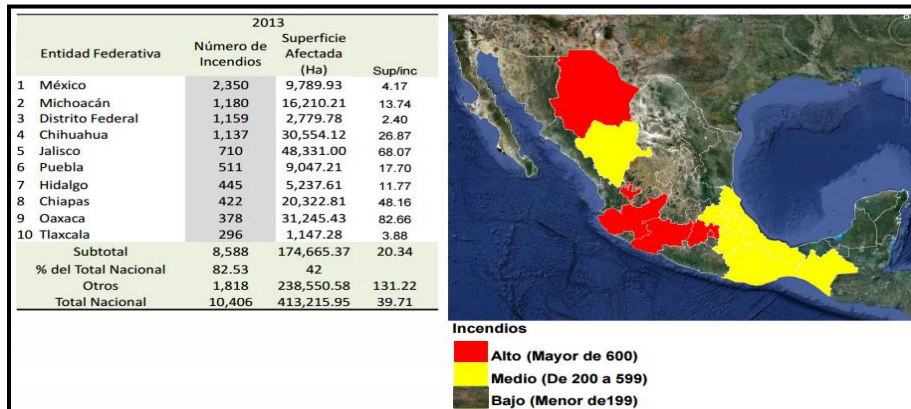 2013
Entidad Federativa Número de Incendios Superficie Afectada (Ha) Sup/inc
1 México 2,350 9,789.93 4.17
2 Michoacán 1,180 16,210.21 13.74
3 Distrito Federal 1,159 2,779.78 2.40
4 Chihuahua 1,137 30,554.12 26.87
5 Jalisco 710 48,331.00 68.07
6 Puebla 511 9,047.21 17.70
7 Hidalgo 445 5,237.61 11.77
8 Chiapas 422 20,322.81 48.16
9 Oaxaca 378 31,245.43 82.66
10 Tlaxcala 296 1,147.28 3.88
Subtotal 8,588 174,665.37 20.34
% del Total Nacional 82.53 42
Otros 1,818 238,550.58 131.22
Total Nacional 10,406 413,215.95 39.71
Incendios
Alto (Mayor de 600)
Medio (De 200 a 599)
Bajo (Menor de199)